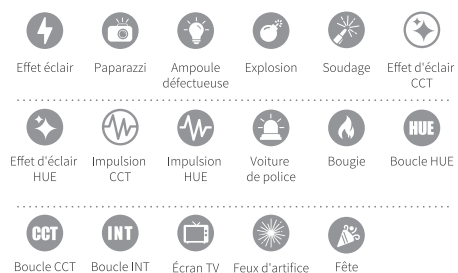 Effet éclair Paparazzi Ampoule défectueuse Explosion Soudage Effet d'éclair CCT
HUE
Effet d'éclair HUE Impulsion CCT Impulsion HUE Voiture de police Bougie Boucle HUE
CCT INT
Boucle CCT Boucle INT Écran TV Feux d'artifice Fête